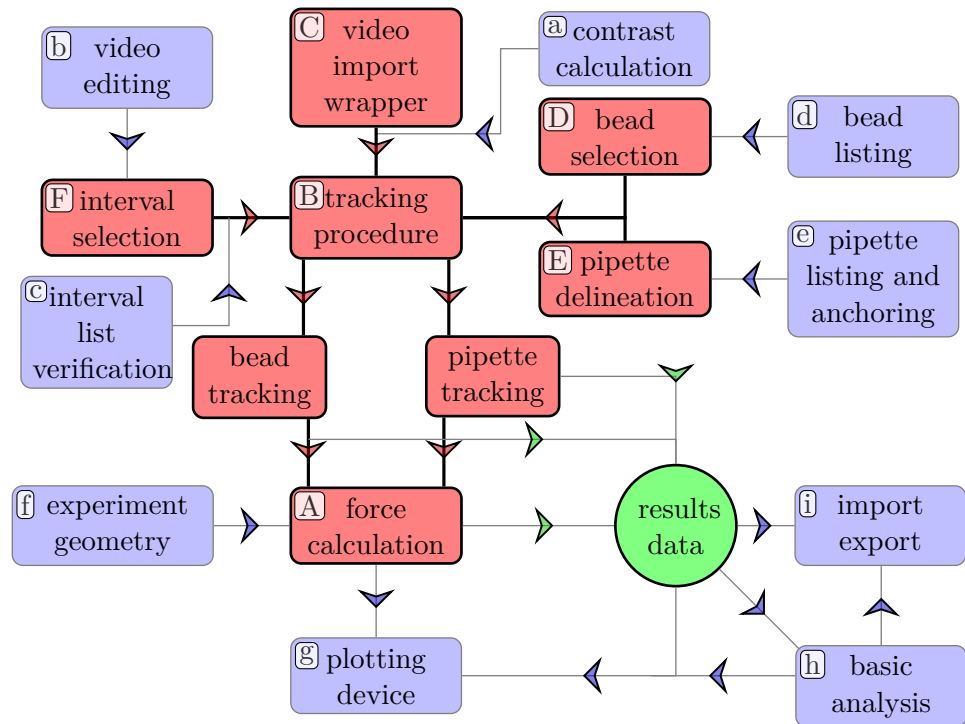 b video
editing
C video
import
wrapper
a contrast
calculation
D bead
selection
d bead
listing
F interval
selection
B tracking
procedure
E pipette
delineation
e pipette
listing and
anchoring
c interval
list
verification
bead
tracking
pipette
tracking
f experiment
geometry
A force
calculation
results
data
i import
export
g plotting
device
h basic
analysis